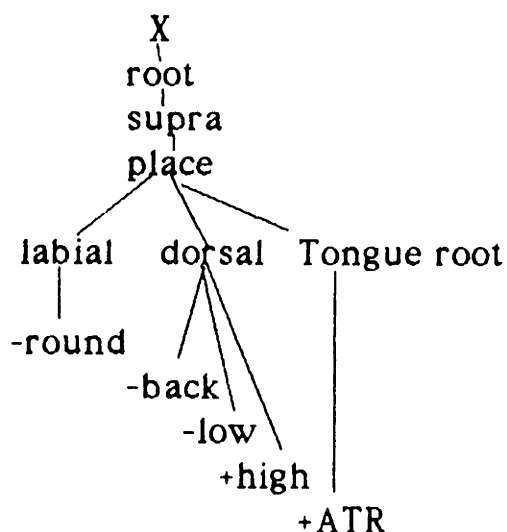 X
root
supra
place
labial dorsal Tongue root
-round
-back
-low
+high
+ATR